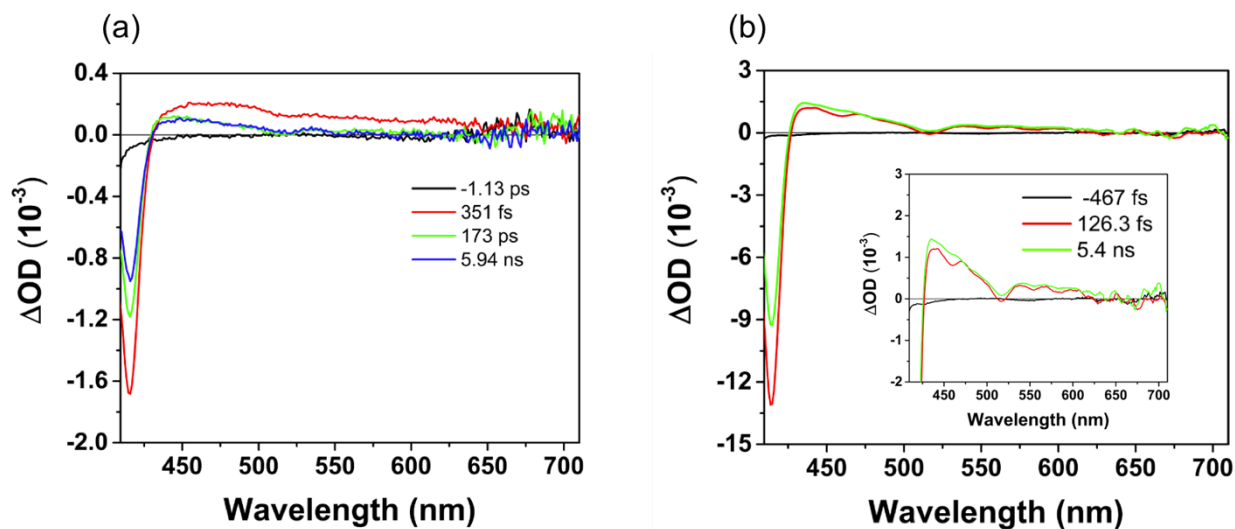 (a)
ΔOD (10⁻³)
0.4
0.0
-0.4
-0.8
-1.2
-1.6
-2.0
-1.13 ps
351 fs
173 ps
5.94 ns
450 500 550 600 650 700
Wavelength (nm)
(b)
ΔOD (10⁻³)
3
0
-3
-6
-9
-12
-15
ΔOD (10⁻³)
3
2
1
0
-1
-2
-467 fs
126.3 fs
5.4 ns
450 500 550 600 650 700
Wavelength (nm)
450 500 550 600 650 700
Wavelength (nm)